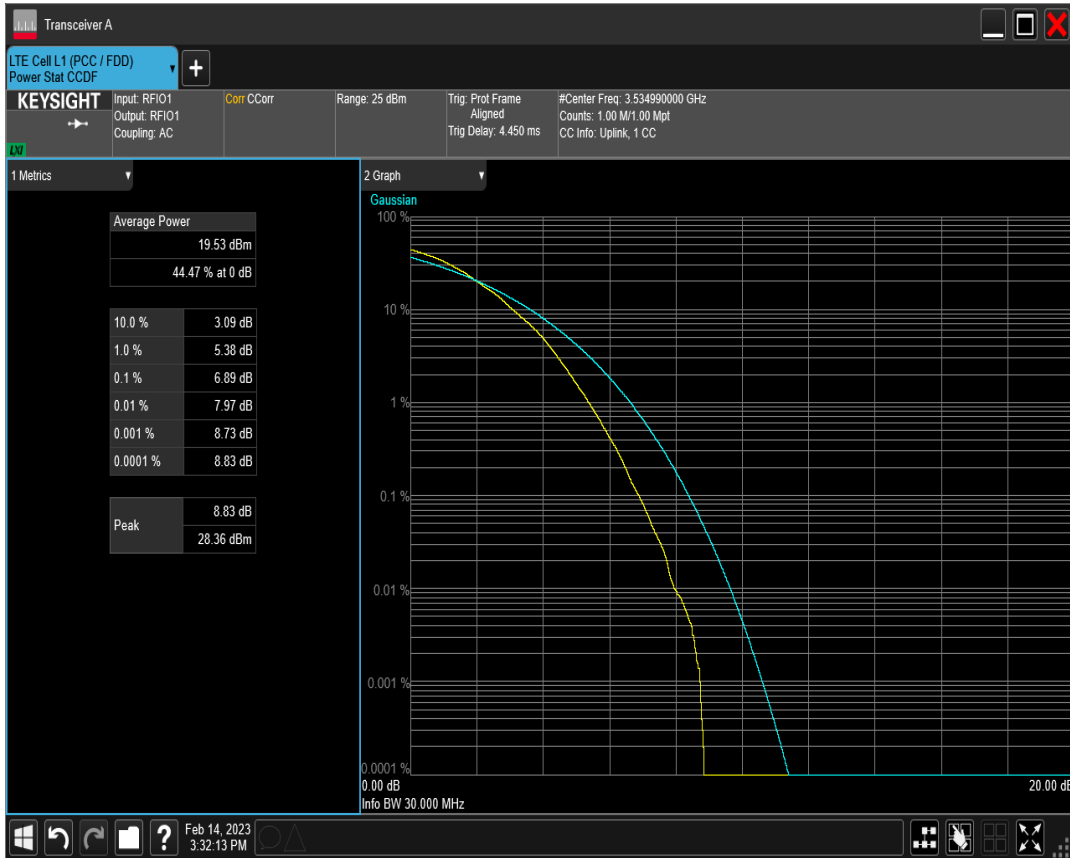 Transceiver A
LTE Cell L1 (PCC / FDD)
Power Stat CCDF
KEYSIGHT
LXI
Input: RFIO1
Output: RFIO1
Coupling: AC
Corr CCorr
Range: 25 dBm
Trig: Prot Frame
Aligned
Trig Delay: 4.450 ms
#Center Freq: 3.534990000 GHz
Counts: 1.00 M/1.00 Mpt
CC Info: Uplink, 1 CC
1 Metrics
Average Power
19.53 dBm
44.47 % at 0 dB
10.0 % 3.09 dB
1.0 % 5.38 dB
0.1 % 6.89 dB
0.01 % 7.97 dB
0.001 % 8.73 dB
0.0001 % 8.83 dB
Peak
8.83 dB
28.36 dBm
2 Graph
Gaussian
100 %
10 %
1 %
0.1 %
0.01 %
0.001 %
0.0001 %
0.00 dB
20.00 dB
Info BW 30.000 MHz
Feb 14, 2023
3:32:13 PM